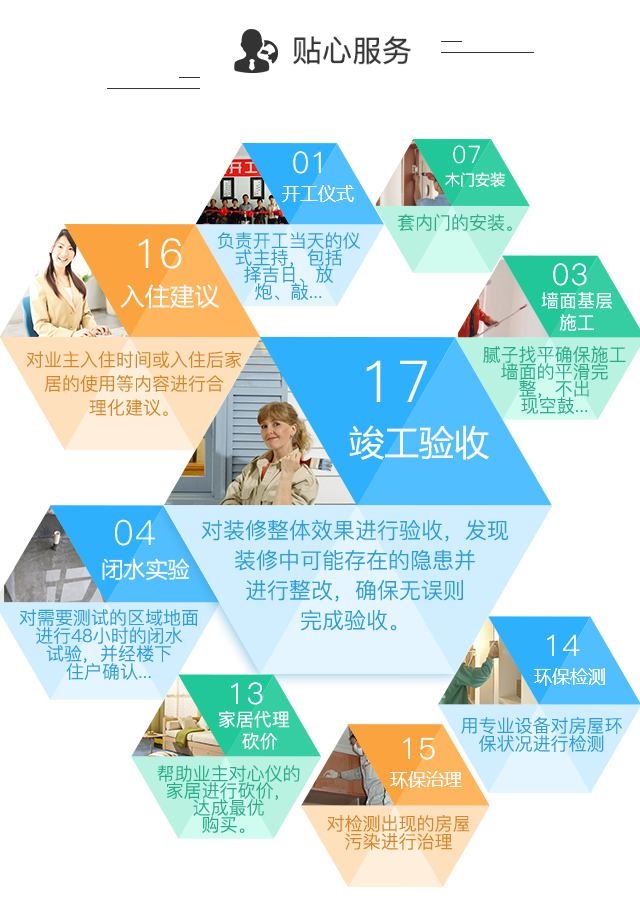 贴心服务
01
开工仪式
负责开工当天的仪
式主持，包括
择吉日、放
炮、敲...
07
木门安装
套内门的安装。
16
入住建议
对业主入住时间或入住后家
居的使用等内容进行合
理化建议。
03
墙面基层
施工
腻子找平确保施工
墙面的平滑完
整，不出
现空鼓...
17
竣工验收
对装修整体效果进行验收，发现
装修中可能存在的隐患并
进行整改，确保无误则
完成验收。
04
闭水实验
对需要测试的区域地面
进行48小时的闭水
试验，并经楼下
住户确认...
14
环保检测
用专业设备对房屋环
保状况进行检测
13
家居代理
砍价
帮助业主对心仪的
家居进行砍价，
达成最优
购买。
15
环保治理
对检测出现的房屋
污染进行治理